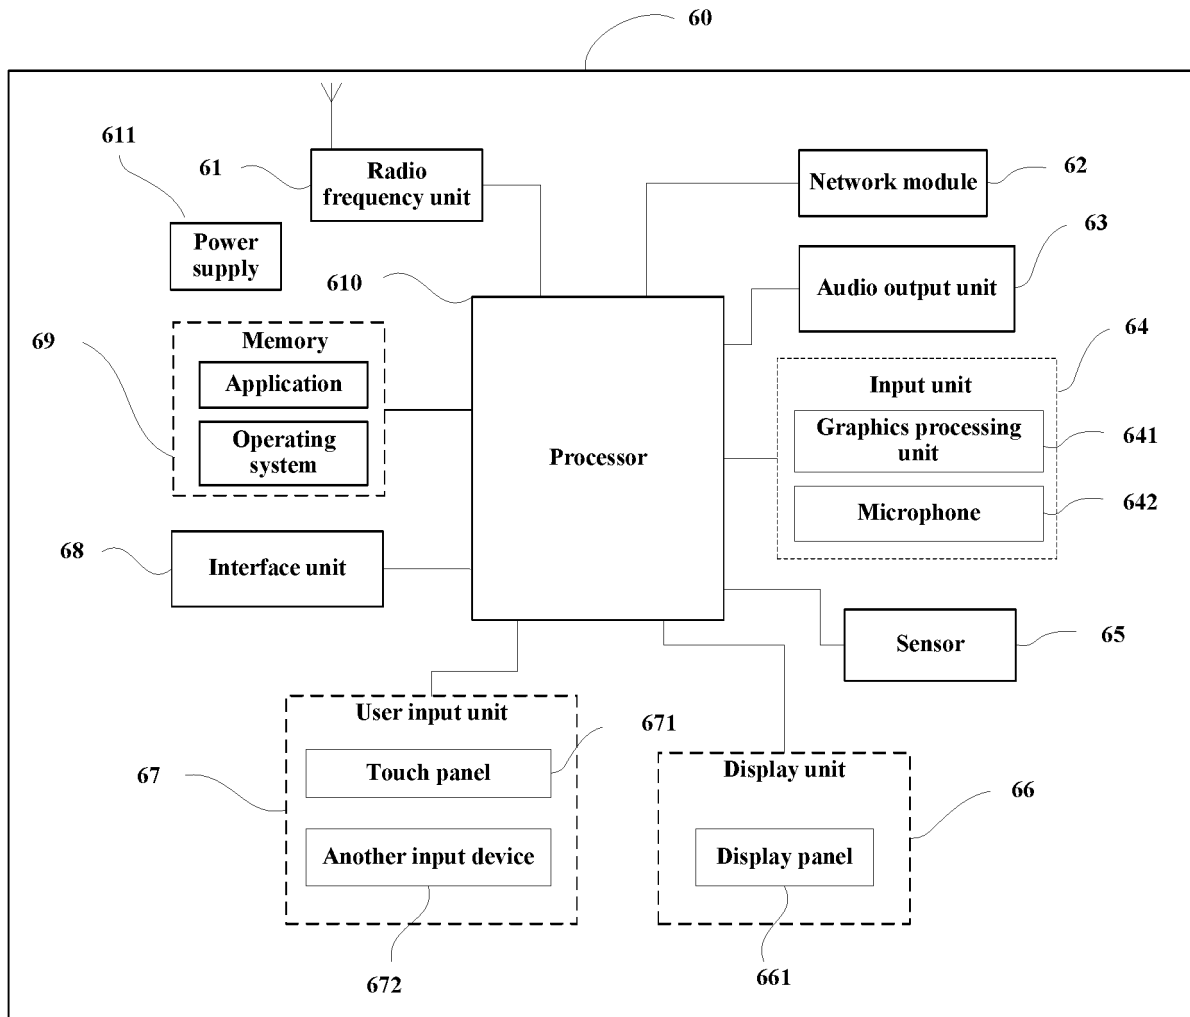 60
611
61
Radio
frequency unit
Network module
62
Power
supply
63
610
Audio output unit
69
Memory
Application
Operating
system
64
Input unit
Graphics processing
unit
641
Processor
Microphone
642
68
Interface unit
Sensor
65
User input unit
671
67
Touch panel
Display unit
66
Another input device
Display panel
672
661